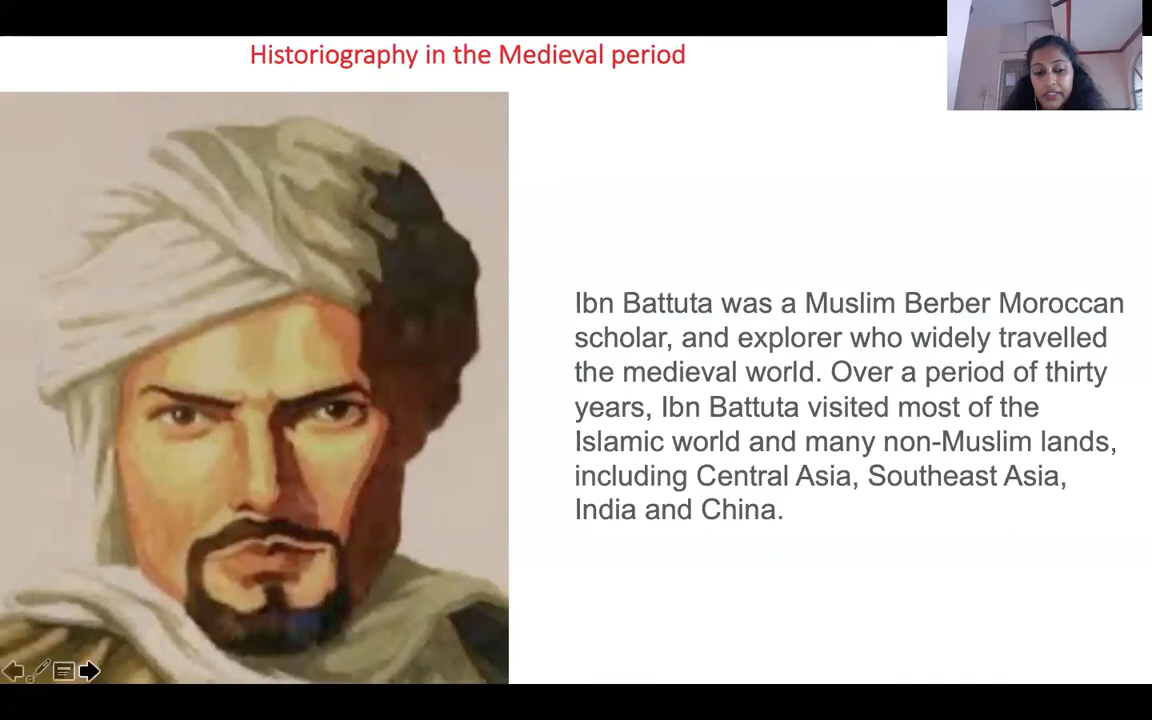 Historiography in the Medieval period
Ibn Battuta was a Muslim Berber Moroccan
scholar, and explorer who widely travelled
the medieval world. Over a period of thirty
years, Ibn Battuta visited most of the
Islamic world and many non-Muslim lands,
including Central Asia, Southeast Asia,
India and China.